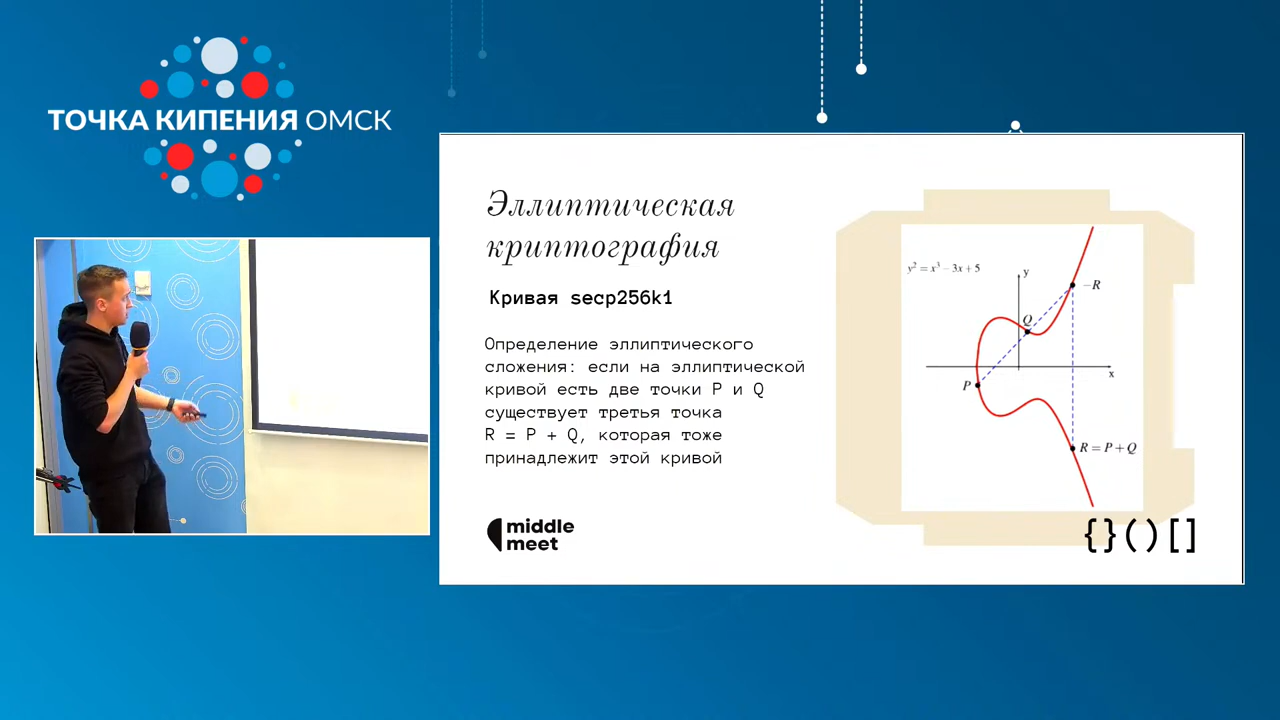 ТОЧКА КИПЕНИЯ ОМСК
Эллиптическая
криптография
Кривая secp256k1
Определение эллиптического
сложения: если на эллиптической
кривой есть две точки P и Q
существует третья точка
R = P + Q, которая тоже
принадлежит этой кривой
middle
meet
y² = x³ − 3x + 5
y
−R
Q
x
P
R = P + Q
{}()[]